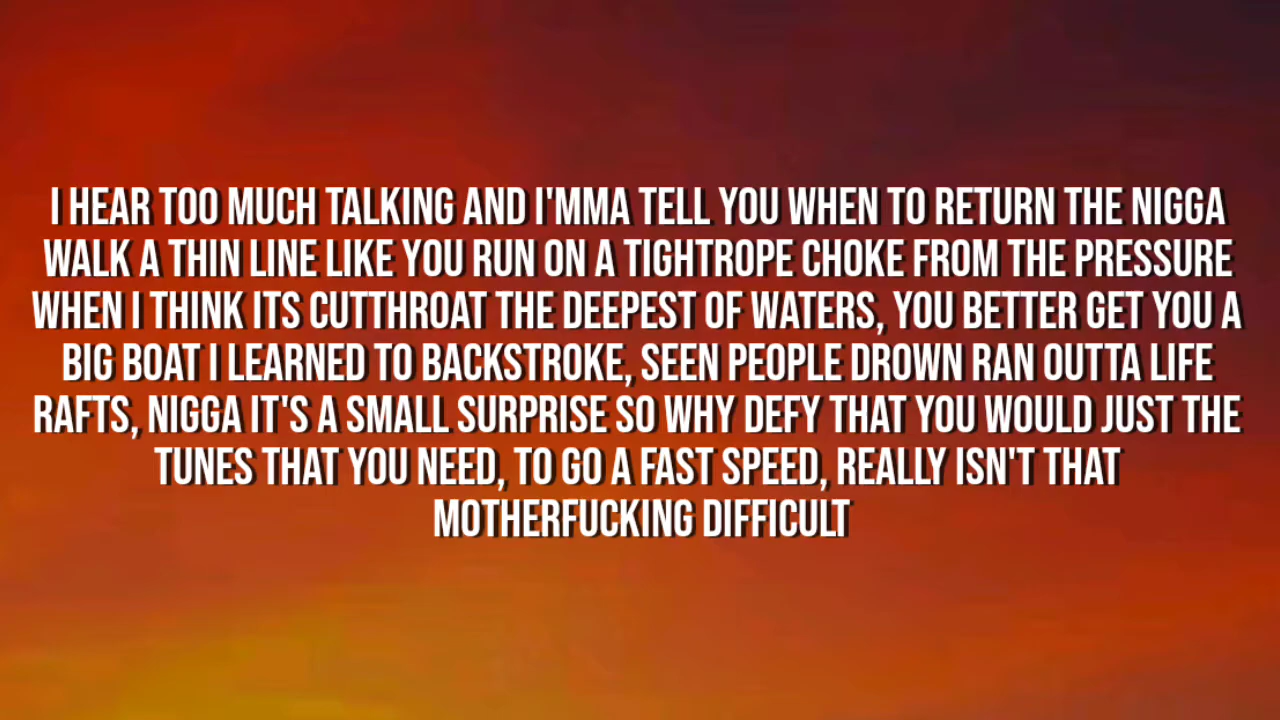 I HEAR TOO MUCH TALKING AND I'MMA TELL YOU WHEN TO RETURN THE NIGGA
WALK A THIN LINE LIKE YOU RUN ON A TIGHTROPE CHOKE FROM THE PRESSURE
WHEN I THINK ITS CUTTHROAT THE DEEPEST OF WATERS, YOU BETTER GET YOU A
BIG BOAT I LEARNED TO BACKSTROKE, SEEN PEOPLE DROWN RAN OUTTA LIFE
RAFTS, NIGGA IT'S A SMALL SURPRISE SO WHY DEFY THAT YOU WOULD JUST THE
TUNES THAT YOU NEED, TO GO A FAST SPEED, REALLY ISN'T THAT
MOTHERFUCKING DIFFICULT